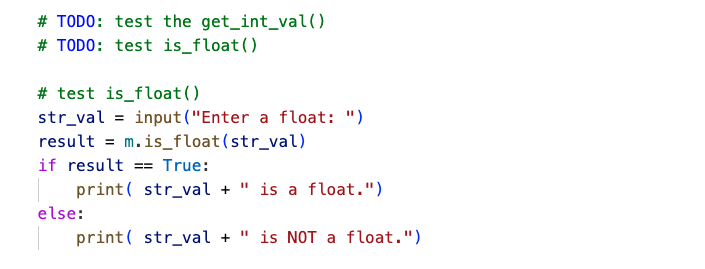 # TODO: test the get_int_val()
# TODO: test is_float()

# test is_float()
str_val = input("Enter a float: ")
result = m.is_float(str_val)
if result == True:
    print( str_val + " is a float.")
else:
    print( str_val + " is NOT a float.")